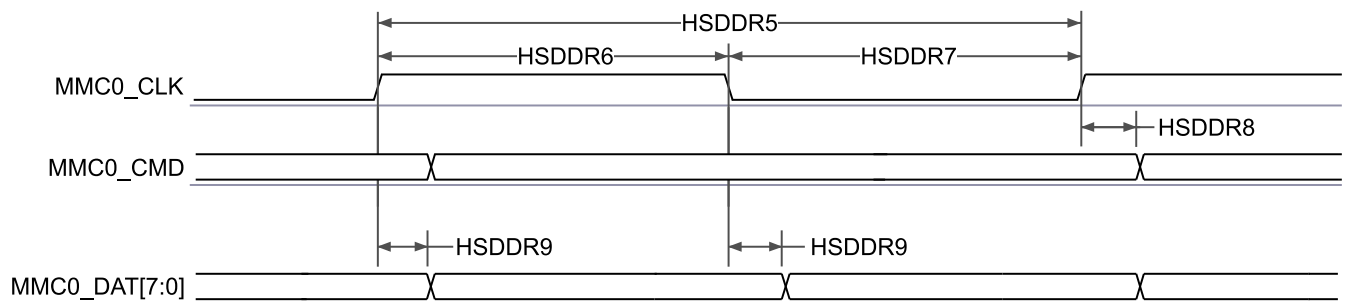 HSDDR5
HSDDR6 HSDDR7
MMC0_CLK
HSDDR8
MMC0_CMD
HSDDR9 HSDDR9
MMC0_DAT[7:0]